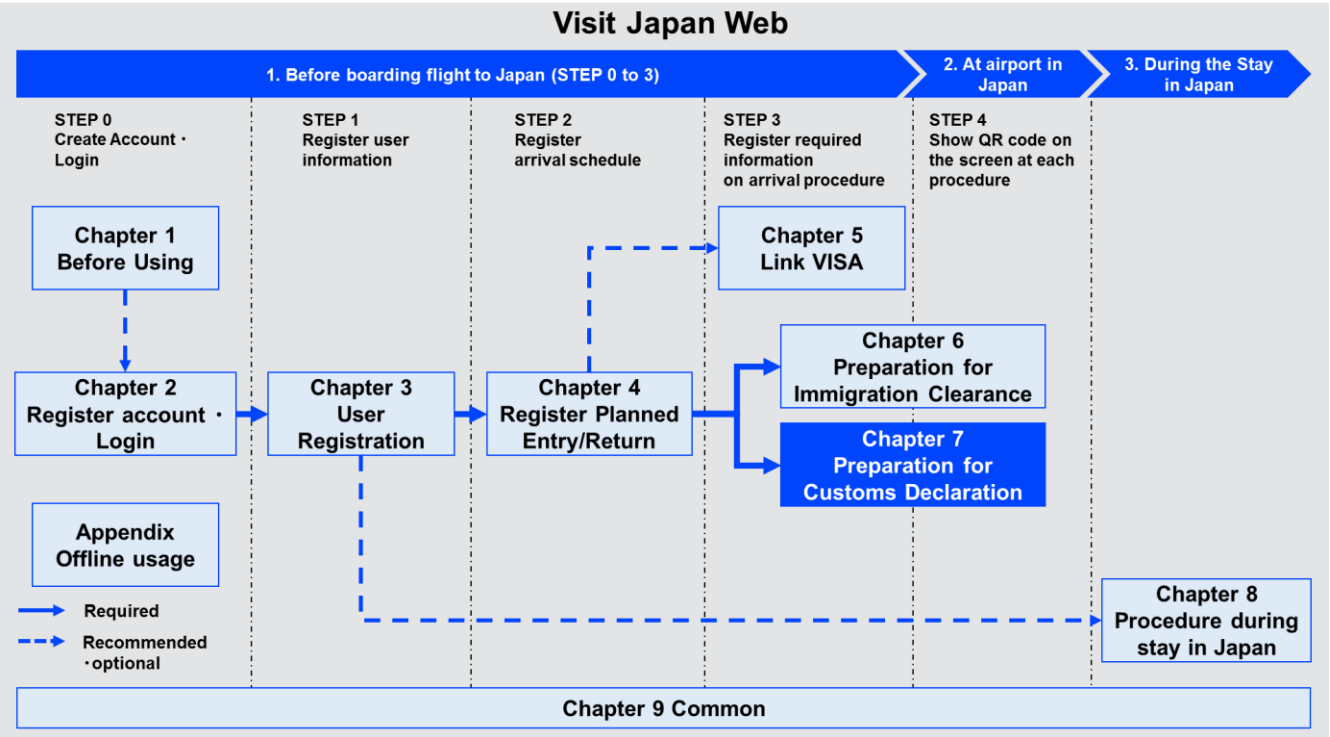 Visit Japan Web
1. Before boarding flight to Japan (STEP 0 to 3)
2. At airport in
Japan
3. During the Stay
in Japan
STEP 0
Create Account・
Login
STEP 1
Register user
information
STEP 2
Register
arrival schedule
STEP 3
Register required
information
on arrival procedure
STEP 4
Show QR code on
the screen at each
procedure
Chapter 1
Before Using
Chapter 5
Link VISA
Chapter 6
Preparation for
Immigration Clearance
Chapter 2
Register account・
Login
Chapter 3
User
Registration
Chapter 4
Register Planned
Entry/Return
Chapter 7
Preparation for
Customs Declaration
Appendix
Offline usage
Required
Recommended
・optional
Chapter 8
Procedure during
stay in Japan
Chapter 9 Common